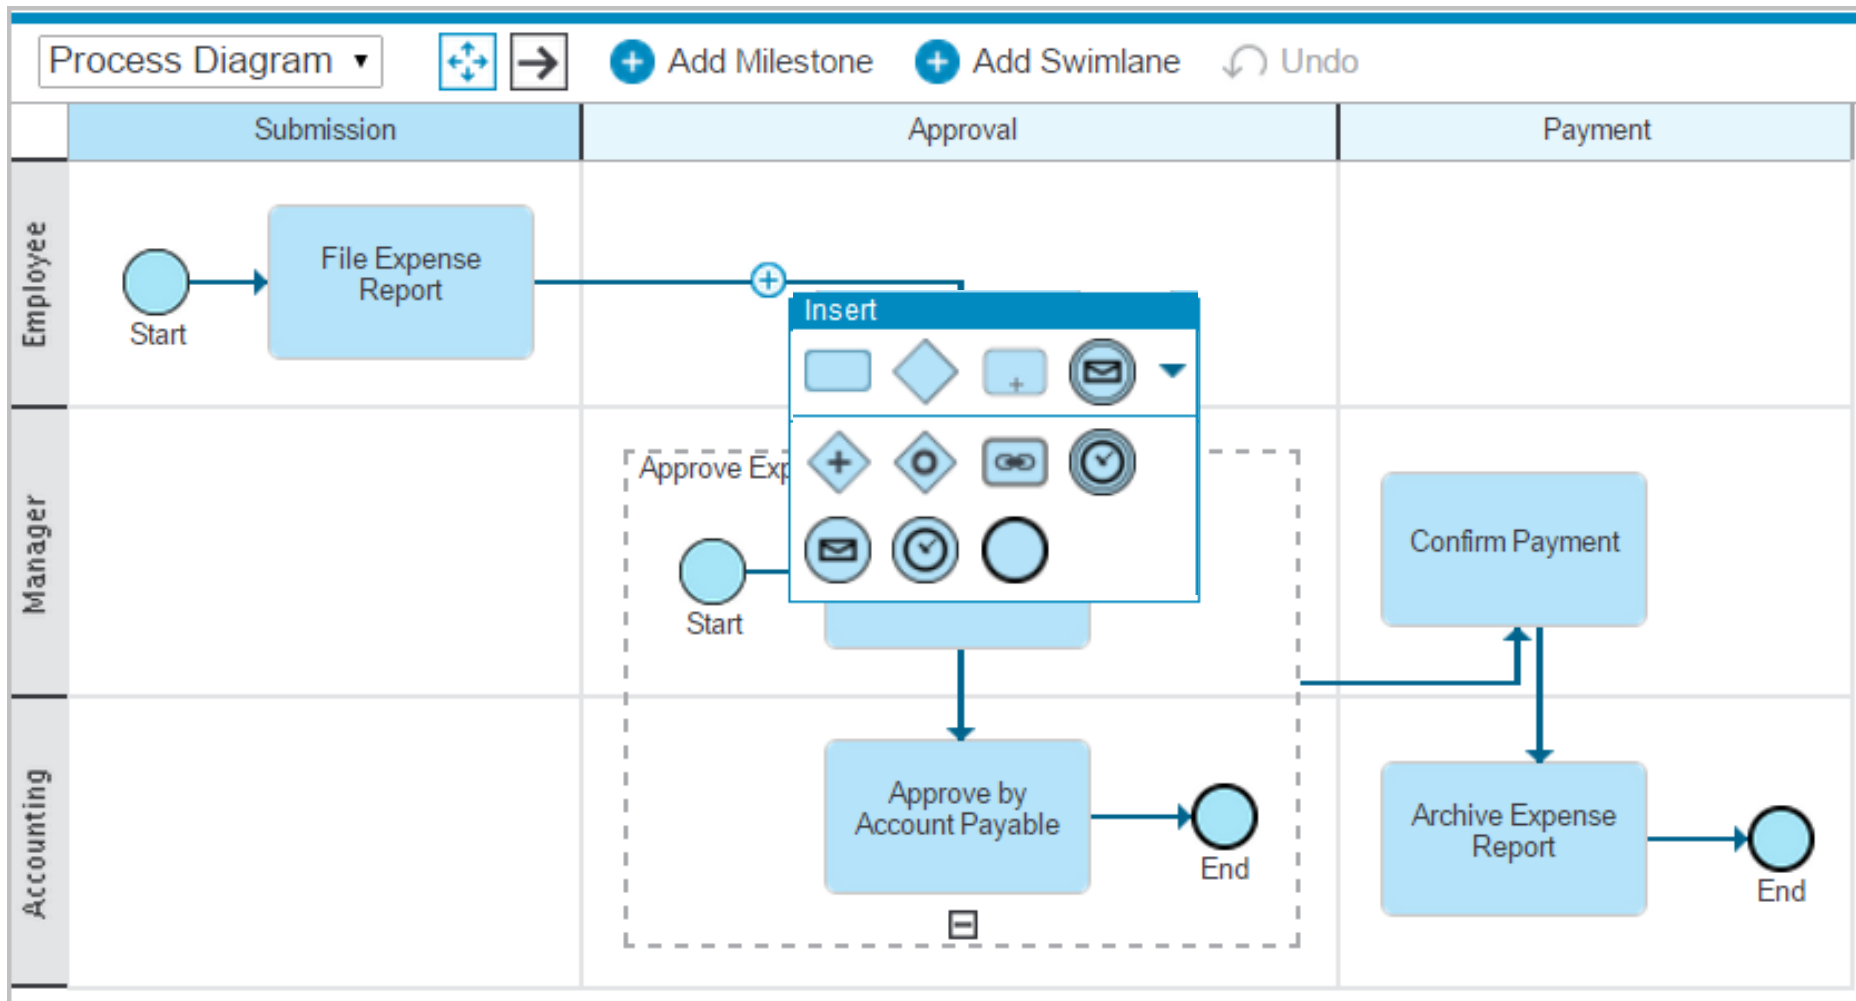 Process Diagram
Add Milestone
Add Swimlane
Undo
Submission
Approval
Payment
Employee
File Expense
Report
Start
Insert
Manager
Approve Exp
Start
Confirm Payment
Accounting
Approve by
Account Payable
End
Archive Expense
Report
End